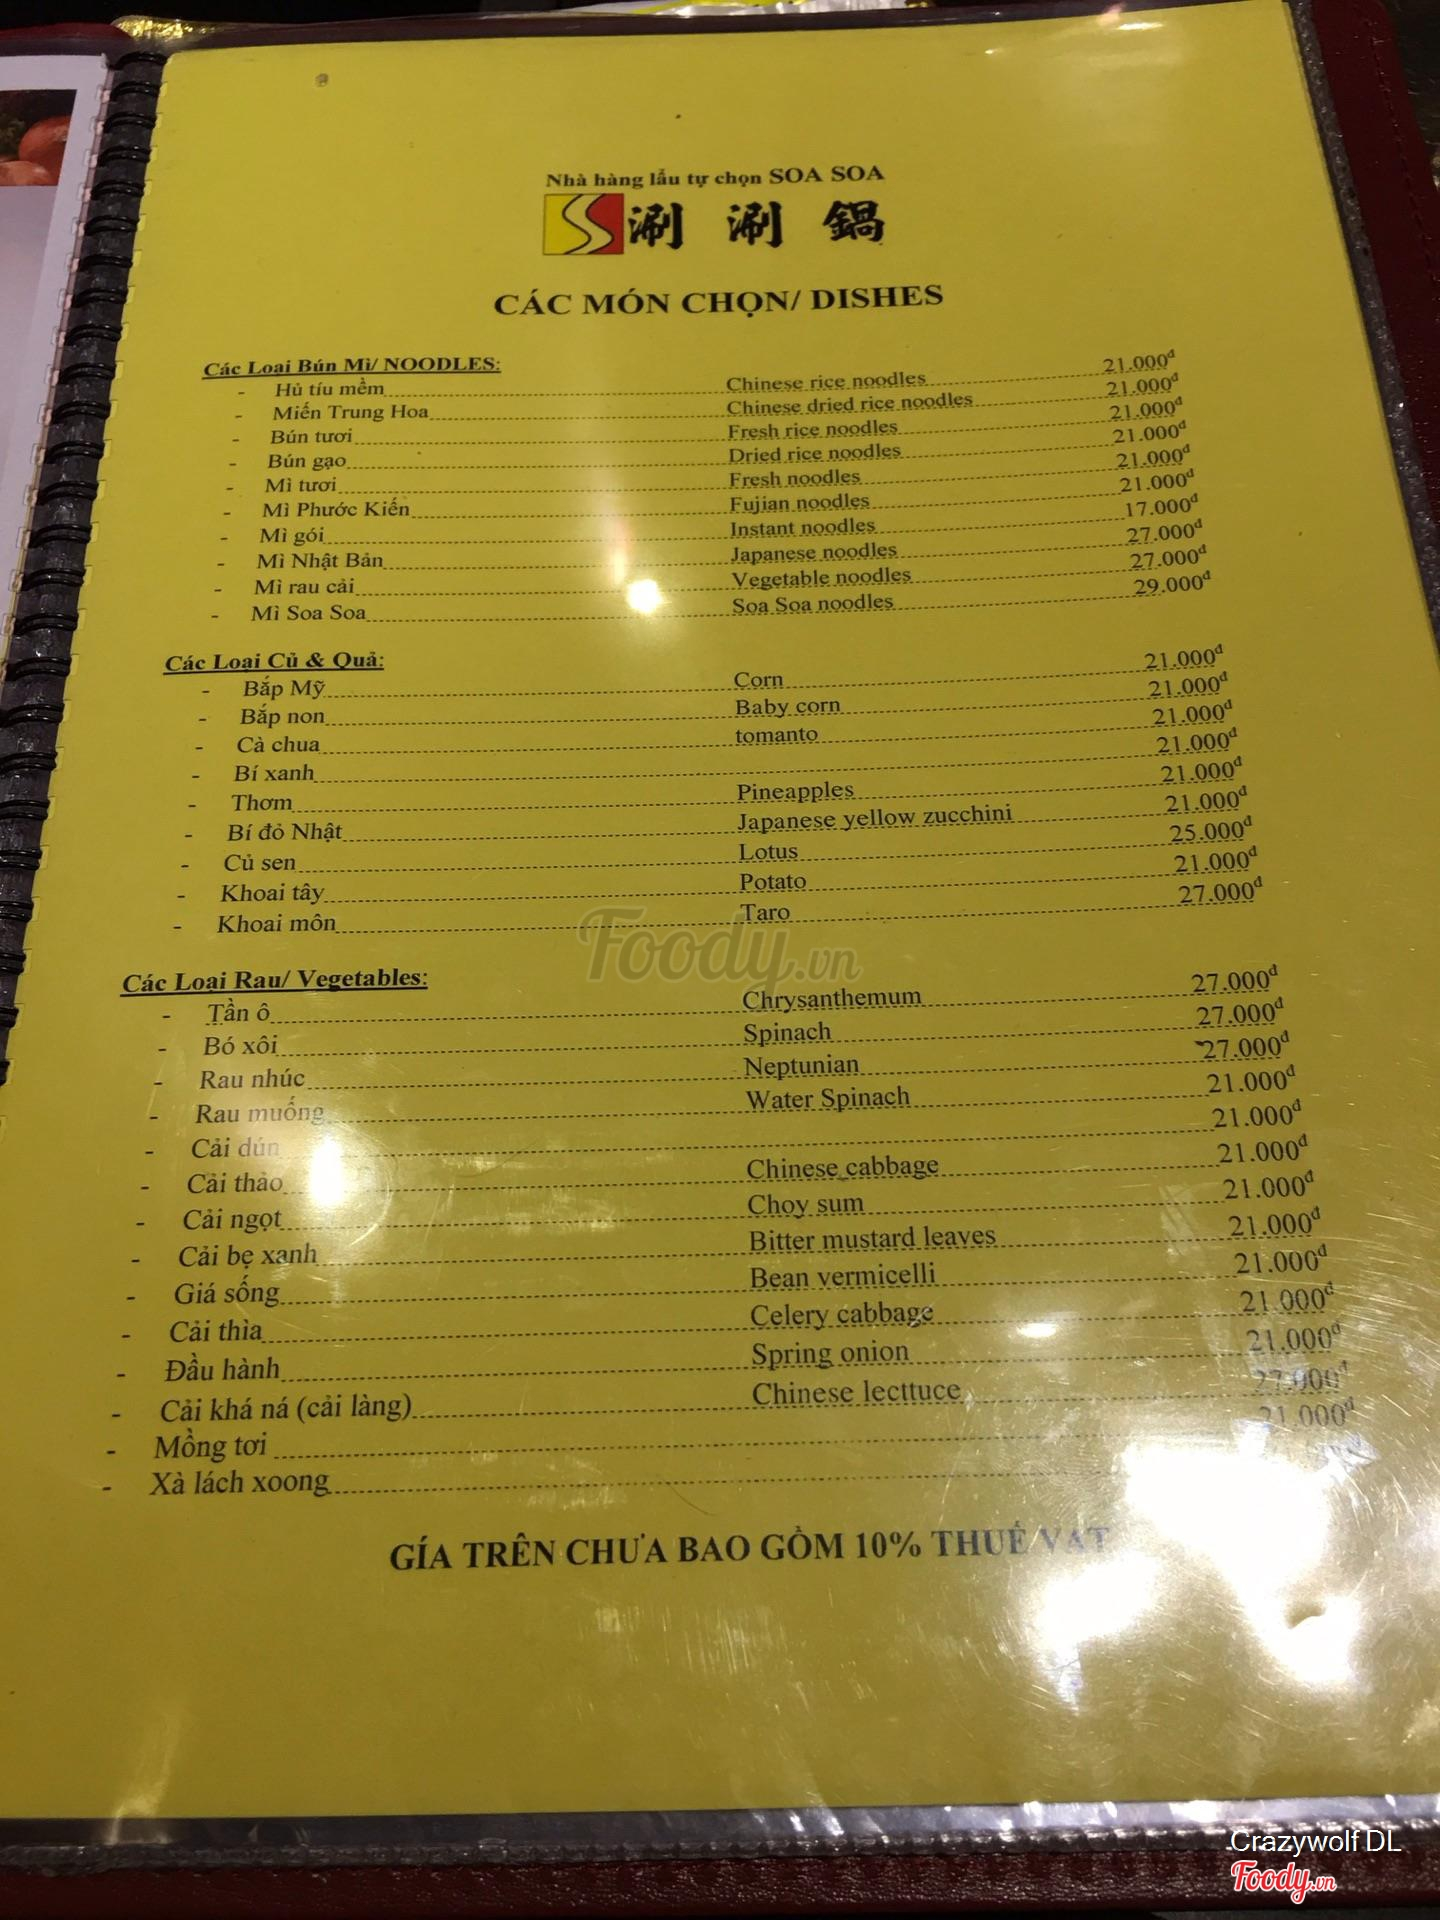 Nhà hàng lẩu tự chọn SOA SOA
涮涮鍋
CÁC MÓN CHỌN/ DISHES
Các Loại Bún Mì/ NOODLES:
- Hủ tíu mềm Chinese rice noodles 21.000đ
- Miến Trung Hoa Chinese dried rice noodles 21.000đ
- Bún tươi Fresh rice noodles 21.000đ
- Bún gạo Dried rice noodles 21.000đ
- Mì tươi Fresh noodles 21.000đ
- Mì Phước Kiến Fujian noodles 21.000đ
- Mì gói Instant noodles 17.000đ
- Mì Nhật Bản Japanese noodles 27.000đ
- Mì rau cải Vegetable noodles 27.000đ
- Mì Soa Soa Soa Soa noodles 29.000đ
Các Loại Củ & Quả:
- Bắp Mỹ Corn 21.000đ
- Bắp non Baby corn 21.000đ
- Cà chua tomanto 21.000đ
- Bí xanh 21.000đ
- Thơm Pineapples 21.000đ
- Bí đỏ Nhật Japanese yellow zucchini 21.000đ
- Củ sen Lotus 25.000đ
- Khoai tây Potato 21.000đ
- Khoai môn Taro 27.000đ
Các Loại Rau/ Vegetables:
- Tần ô Chrysanthemum 27.000đ
- Bó xôi Spinach 27.000đ
- Rau nhúc Neptunian 27.000đ
- Rau muống Water Spinach 21.000đ
- Cải dún 21.000đ
- Cải thảo Chinese cabbage 21.000đ
- Cải ngọt Choy sum 21.000đ
- Cải bẹ xanh Bitter mustard leaves 21.000đ
- Giá sống Bean vermicelli 21.000đ
- Cải thìa Celery cabbage 21.000đ
- Đầu hành Spring onion 21.000đ
- Cải khá ná (cải làng) Chinese lecttuce 27.000đ
- Mồng tơi 21.000đ
- Xà lách xoong
GÍA TRÊN CHƯA BAO GỒM 10% THUẾ VAT
Foody.vn
Crazywolf DL
Foody.vn